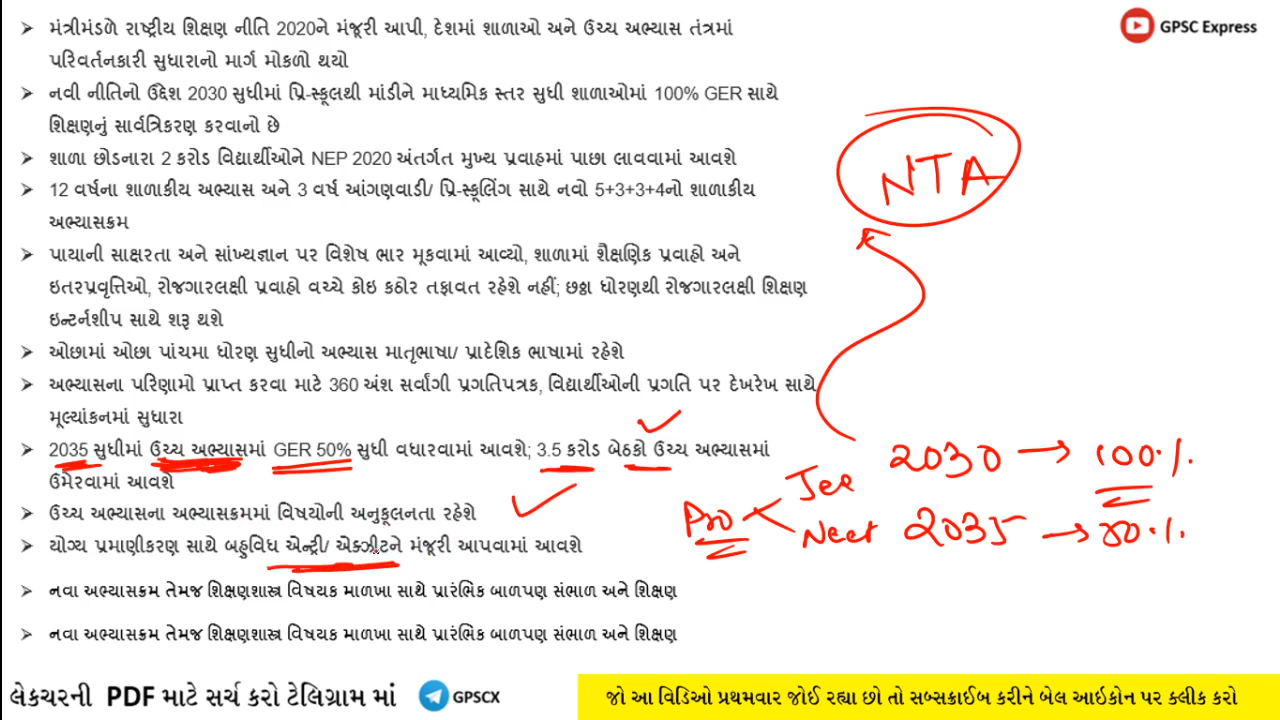 ➢ મંત્રીમંડળે રાષ્ટ્રીય શિક્ષણ નીતિ 2020ને મંજૂરી આપી, દેશમાં શાળાઓ અને ઉચ્ચ અભ્યાસ તંત્રમાં
પરિવર્તનકારી સુધારાનો માર્ગ મોકળો થયો
➢ નવી નીતિનો ઉદ્દેશ 2030 સુધીમાં પ્રિ-સ્કૂલથી માંડીને માધ્યમિક સ્તર સુધી શાળાઓમાં 100% GER સાથે
શિક્ષણનું સાર્વત્રિકરણ કરવાનો છે
➢ શાળા છોડનારા 2 કરોડ વિદ્યાર્થીઓને NEP 2020 અંતર્ગત મુખ્ય પ્રવાહમાં પાછા લાવવામાં આવશે
➢ 12 વર્ષના શાળાકીય અભ્યાસ અને 3 વર્ષ આંગણવાડી/ પ્રિ-સ્કૂલિંગ સાથે નવો 5+3+3+4નો શાળાકીય
અભ્યાસક્રમ
➢ પાયાની સાક્ષરતા અને સાંખ્યજ્ઞાન પર વિશેષ ભાર મૂકવામાં આવ્યો, શાળામાં શૈક્ષણિક પ્રવાહો અને
ઇતરપ્રવૃત્તિઓ, રોજગારલક્ષી પ્રવાહો વચ્ચે કોઇ કઠોર તફાવત રહેશે નહીં; છઠ્ઠા ધોરણથી રોજગારલક્ષી શિક્ષણ
ઇન્ટર્નશીપ સાથે શરૂ થશે
➢ ઓછામાં ઓછા પાંચમા ધોરણ સુધીનો અભ્યાસ માતૃભાષા/ પ્રાદેશિક ભાષામાં રહેશે
➢ અભ્યાસના પરિણામો પ્રાપ્ત કરવા માટે 360 અંશ સર્વાંગી પ્રગતિપત્રક, વિદ્યાર્થીઓની પ્રગતિ પર દેખરેખ સાથે
મૂલ્યાંકનમાં સુધારા
➢ 2035 સુધીમાં ઉચ્ચ અભ્યાસમાં GER 50% સુધી વધારવામાં આવશે; 3.5 કરોડ બેઠકો ઉચ્ચ અભ્યાસમાં
ઉમેરવામાં આવશે
➢ ઉચ્ચ અભ્યાસના અભ્યાસક્રમમાં વિષયોની અનુકૂલનતા રહેશે
➢ યોગ્ય પ્રમાણીકરણ સાથે બહુવિધ એન્ટ્રી/ એક્ઝીટને મંજૂરી આપવામાં આવશે
➢ નવા અભ્યાસક્રમ તેમજ શિક્ષણશાસ્ત્ર વિષયક માળખા સાથે પ્રારંભિક બાળપણ સંભાળ અને શિક્ષણ
➢ નવા અભ્યાસક્રમ તેમજ શિક્ષણશાસ્ત્ર વિષયક માળખા સાથે પ્રારંભિક બાળપણ સંભાળ અને શિક્ષણ
GPSC Express
NTA
Jee 2030 → 100%
Pro
Neet 2035 →
લેકચરની PDF માટે સર્ચ કરો ટેલિગ્રામ માં GPSCX
જો આ વિડિઓ પ્રથમવાર જોઈ રહ્યા છો તો સબ્સક્રાઈબ કરીને બેલ આઇકોન પર ક્લીક કરો